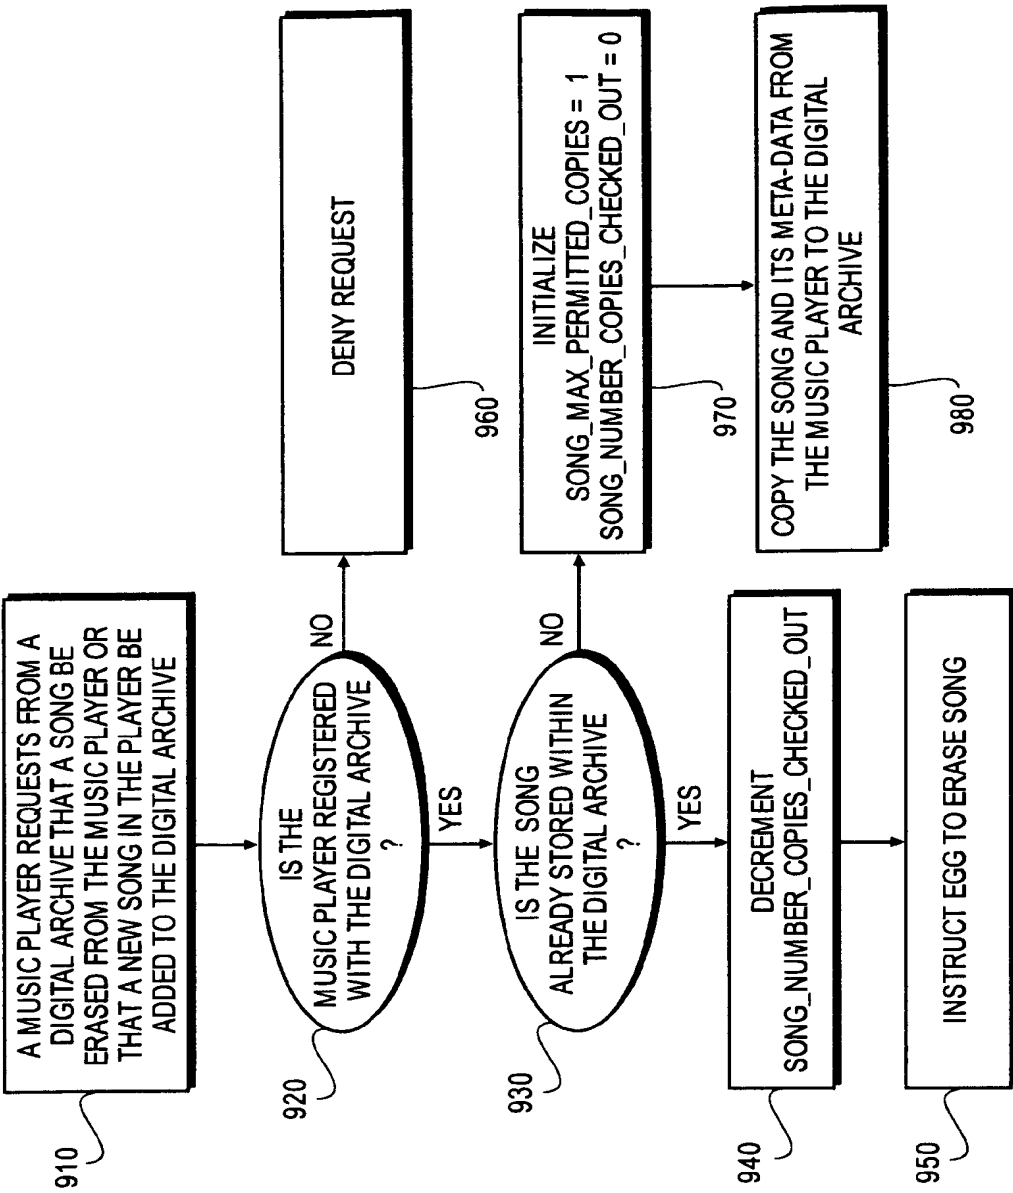 A MUSIC PLAYER REQUESTS FROM A
DIGITAL ARCHIVE THAT A SONG BE
ERASED FROM THE MUSIC PLAYER OR
THAT A NEW SONG IN THE PLAYER BE
ADDED TO THE DIGITAL ARCHIVE
910
IS THE
MUSIC PLAYER REGISTERED
WITH THE DIGITAL ARCHIVE
?
920
NO
DENY REQUEST
960
YES
IS THE SONG
ALREADY STORED WITHIN
THE DIGITAL ARCHIVE
?
930
NO
INITIALIZE
SONG_MAX_PERMITTED_COPIES = 1
SONG_NUMBER_COPIES_CHECKED_OUT = 0
970
YES
DECREMENT
SONG_NUMBER_COPIES_CHECKED_OUT
940
COPY THE SONG AND ITS META-DATA FROM
THE MUSIC PLAYER TO THE DIGITAL
ARCHIVE
980
INSTRUCT EGG TO ERASE SONG
950